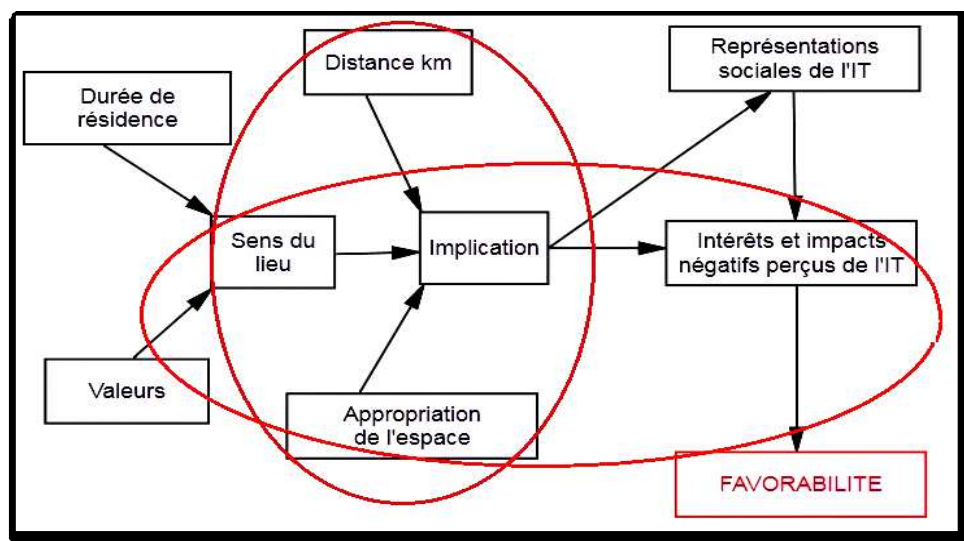 Représentations
sociales de l'IT
Distance km
Durée de
résidence
Sens du
lieu
Implication
Intérêts et impacts
négatifs perçus de l'IT
Valeurs
Appropriation
de l'espace
FAVORABILITE